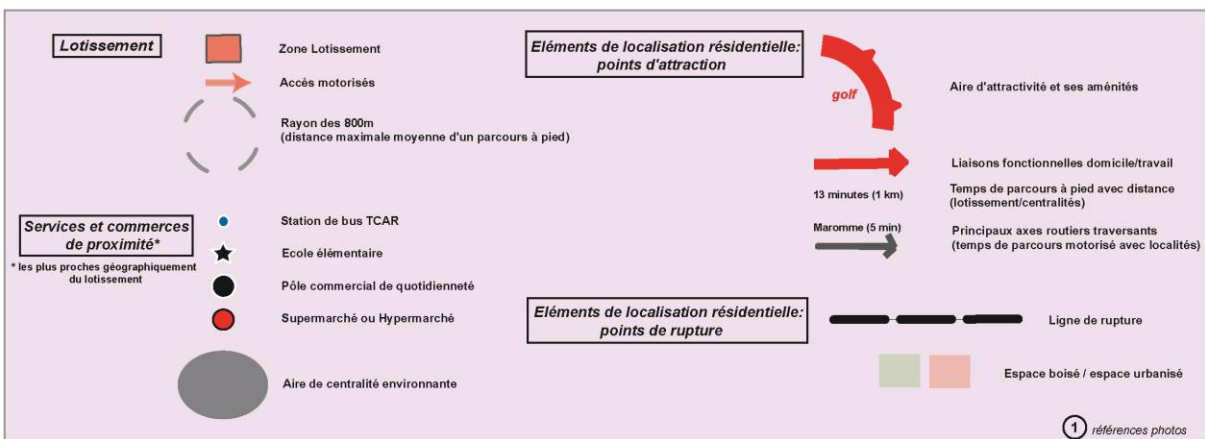 Lotissement
Zone Lotissement
Accès motorisés
Rayon des 800m
(distance maximale moyenne d'un parcours à pied)
Services et commerces
de proximité*
* les plus proches géographiquement
du lotissement
Station de bus TCAR
Ecole élémentaire
Pôle commercial de quotidienneté
Supermarché ou Hypermarché
Aire de centralité environnante
Eléments de localisation résidentielle:
points d'attraction
golf
Aire d'attractivité et ses aménités
Liaisons fonctionnelles domicile/travail
13 minutes (1 km)
Temps de parcours à pied avec distance
(lotissement/centralités)
Maromme (5 min)
Principaux axes routiers traversants
(temps de parcours motorisé avec localités)
Eléments de localisation résidentielle:
points de rupture
Ligne de rupture
Espace boisé / espace urbanisé
1 références photos